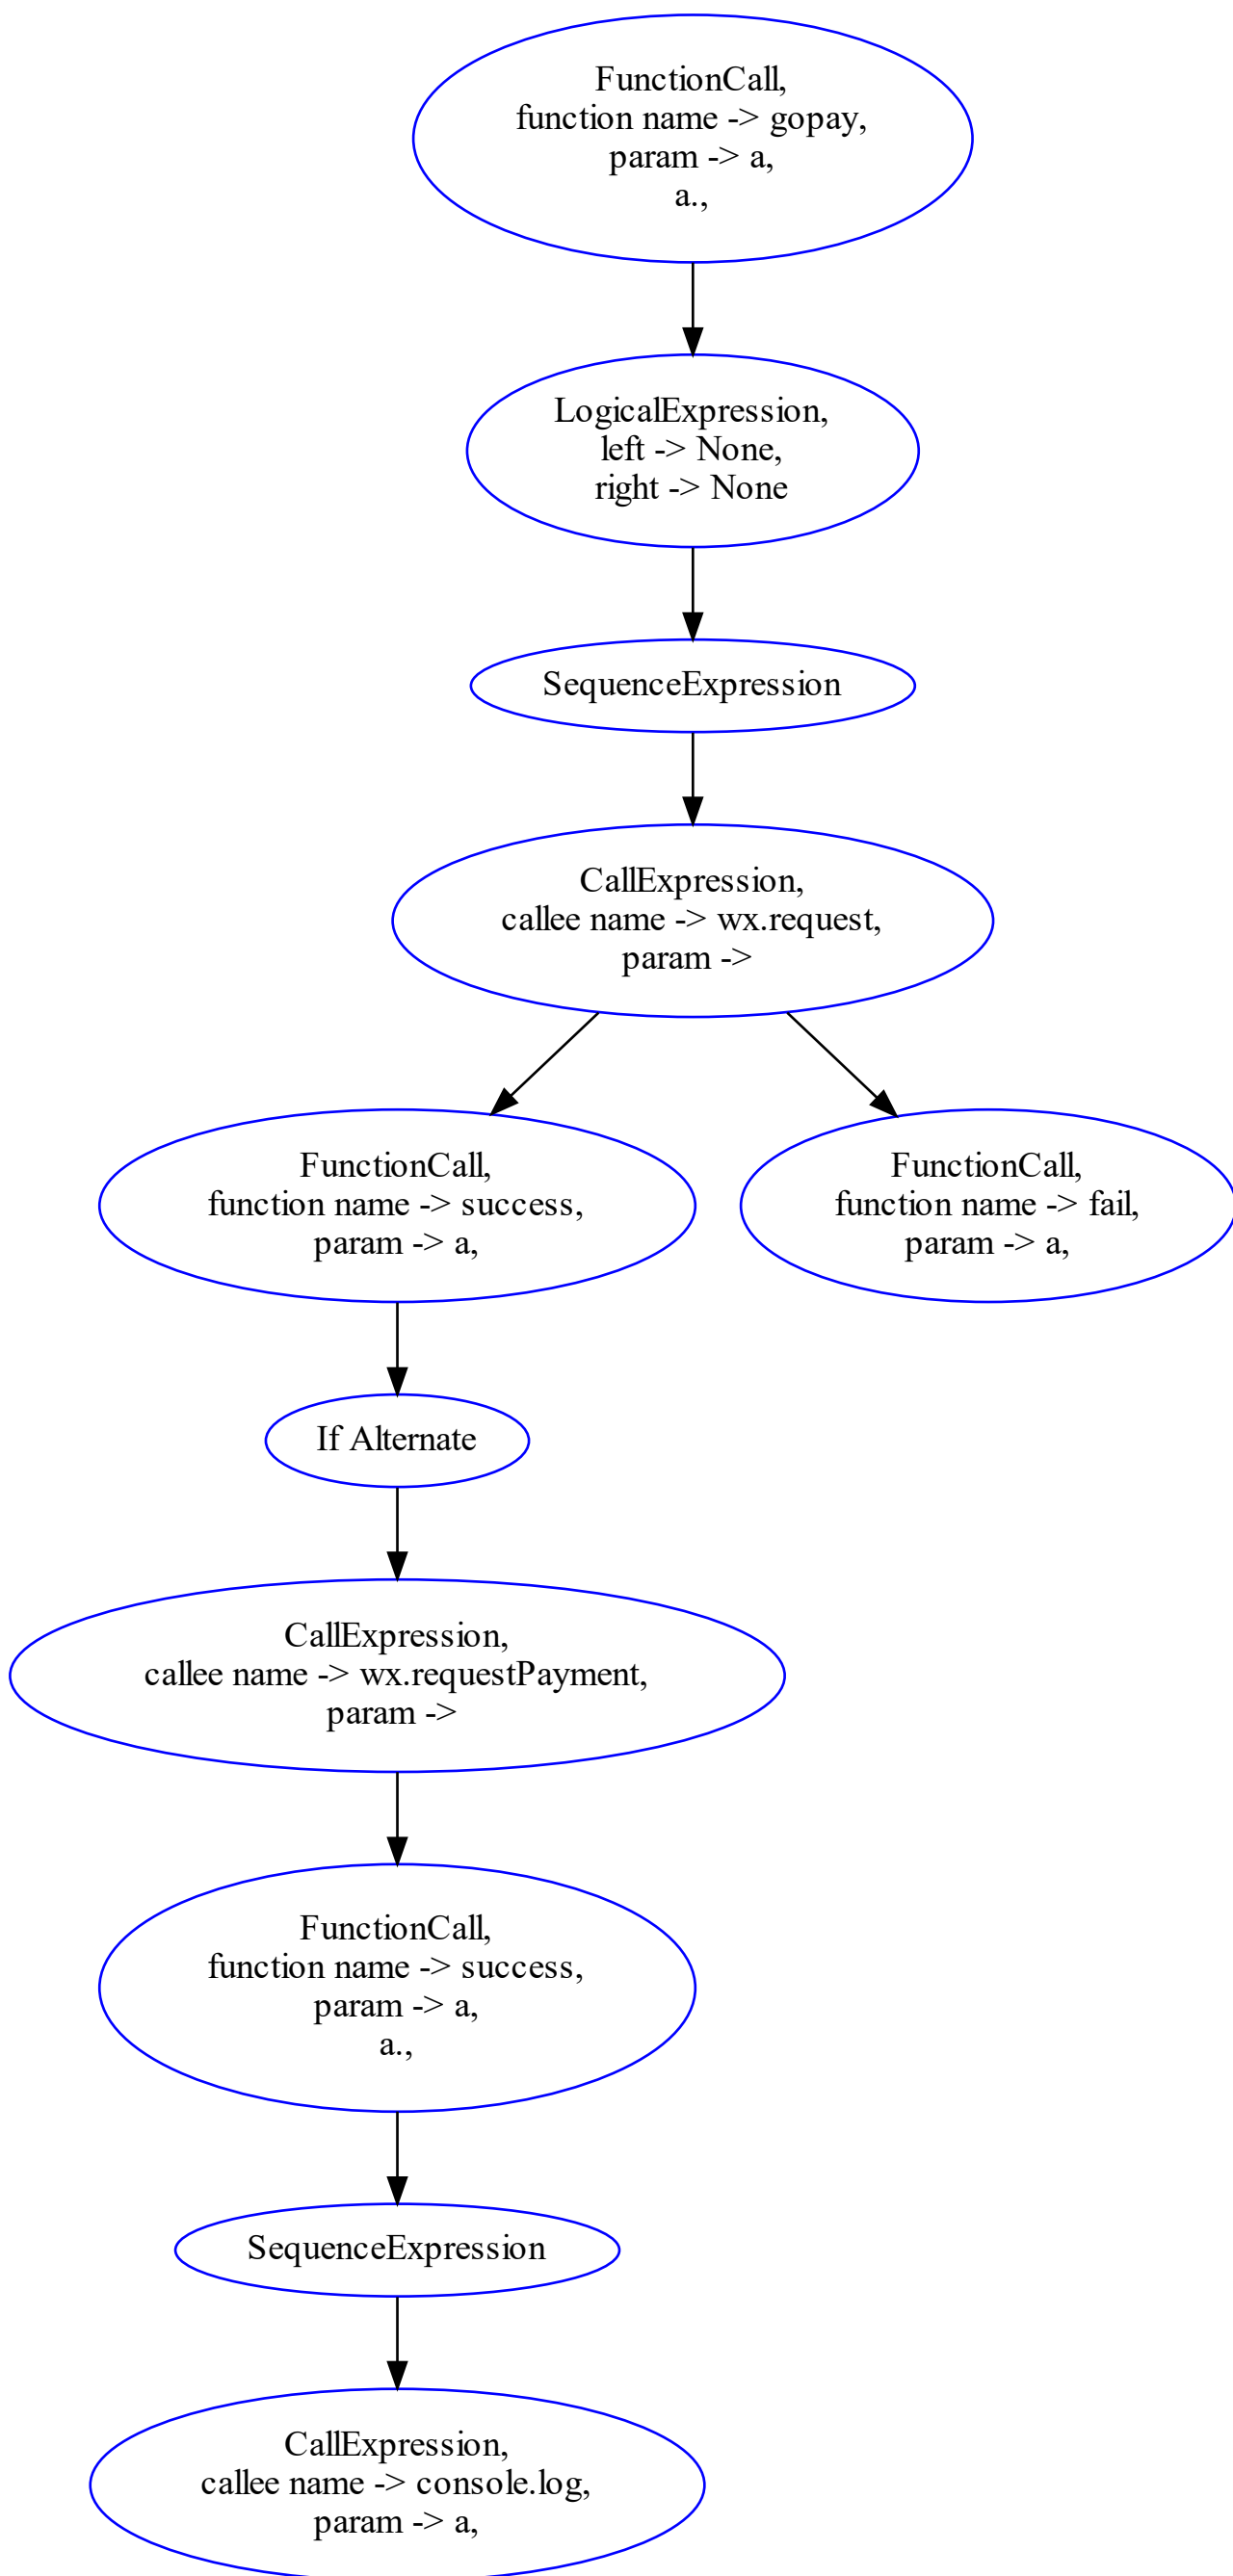 FunctionCall,
function name -> gopay,
param -> a,
a.,
LogicalExpression,
left -> None,
right -> None
SequenceExpression
CallExpression,
callee name -> wx.request,
param ->
FunctionCall,
function name -> success,
param -> a,
FunctionCall,
function name -> fail,
param -> a,
If Alternate
CallExpression,
callee name -> wx.requestPayment,
param ->
FunctionCall,
function name -> success,
param -> a,
a.,
SequenceExpression
CallExpression,
callee name -> console.log,
param -> a,